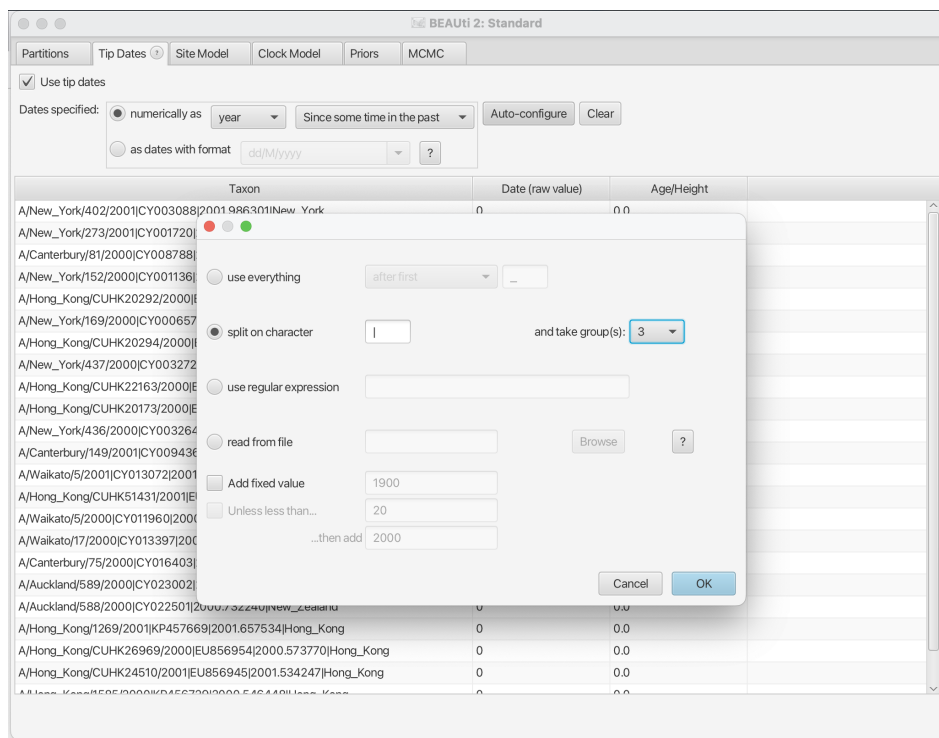 BEAUti 2: Standard
Partitions Tip Dates ? Site Model Clock Model Priors MCMC
Use tip dates
Dates specified: numerically as year Since some time in the past Auto-configure Clear
as dates with format dd/M/yyyy ?
Taxon Date (raw value) Age/Height
A/New_York/402/2001|CY003088|2001.986301|New_York 0 0.0
A/New_York/273/2001|CY001720|
A/Canterbury/81/2000|CY008788|
use everything after first _
A/New_York/152/2000|CY001136|
A/Hong_Kong/CUHK20292/2000|E
A/New_York/169/2000|CY000657
split on character | and take group(s): 3
A/Hong_Kong/CUHK20294/2000|E
A/New_York/437/2000|CY003272
A/Hong_Kong/CUHK22163/2000|E
use regular expression
A/Hong_Kong/CUHK20173/2000|E
A/New_York/436/2000|CY003264
A/Canterbury/149/2001|CY009436
read from file Browse ?
A/Waikato/5/2001|CY013072|2001
Add fixed value 1900
A/Hong_Kong/CUHK51431/2001|E
Unless less than... 20
A/Waikato/5/2000|CY011960|2000
...then add 2000
A/Waikato/17/2000|CY013397|200
A/Canterbury/75/2000|CY016403|
A/Auckland/589/2000|CY023002|
Cancel OK
A/Auckland/588/2000|CY022501|2000.732240|New_Zealand 0 0.0
A/Hong_Kong/1269/2001|KP457669|2001.657534|Hong_Kong 0 0.0
A/Hong_Kong/CUHK26969/2000|EU856954|2000.573770|Hong_Kong 0 0.0
A/Hong_Kong/CUHK24510/2001|EU856945|2001.534247|Hong_Kong 0 0.0